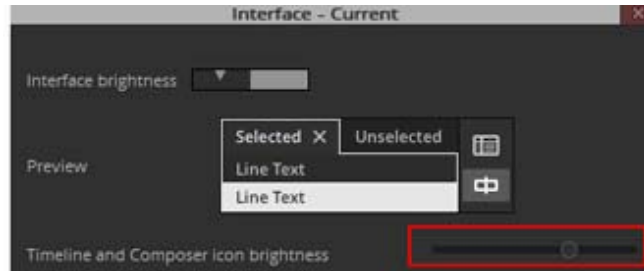 Interface – Current
Interface brightness
Selected X Unselected
Preview
Line Text
Line Text
Timeline and Composer icon brightness